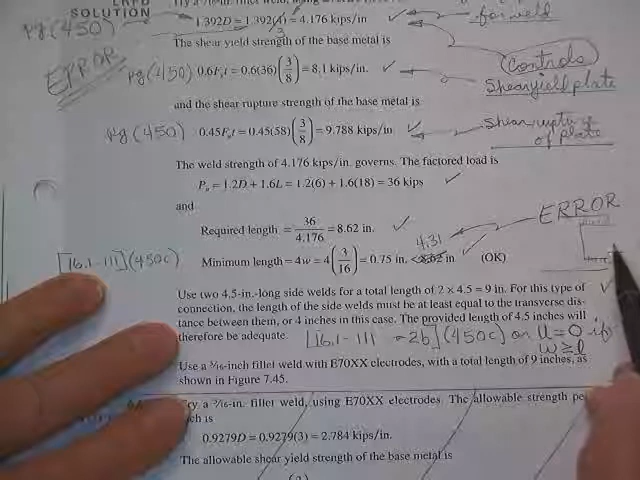 LRFD
SOLUTION
1.392D = 1.392(4) = 4.176 kips/in
3
pg (450)
for weld
ERROR
The shear yield strength of the base metal is
Controls
pg (450) 0.6Fyt = 0.6(36)(3/8) = 8.1 kips/in.
Shear yield plate
and the shear rupture strength of the base metal is
pg (450) 0.45Fut = 0.45(58)(3/8) = 9.788 kips/in
Shear rupture
of plate
The weld strength of 4.176 kips/in. governs. The factored load is
Pu = 1.2D + 1.6L = 1.2(6) + 1.6(18) = 36 kips
and
ERROR
Required length = 36/4.176 = 8.62 in.
4.31
[16.1-111](450c) Minimum length = 4w = 4(3/16) = 0.75 in. < 8.62 in (OK)
Use two 4.5-in.-long side welds for a total length of 2 × 4.5 = 9 in. For this type of
connection, the length of the side welds must be at least equal to the transverse dis-
tance between them, or 4 inches in this case. The provided length of 4.5 inches will
therefore be adequate. [16.1-111 = 2b](450c) or U=0 if
w ≥ l
Use a 3/16-inch fillet weld with E70XX electrodes, with a total length of 9 inches, as
shown in Figure 7.45.
Try a 3/16-in. fillet weld, using E70XX electrodes. The allowable strength pe
ch is
0.9279D = 0.9279(3) = 2.784 kips/in.
The allowable shear yield strength of the base metal is